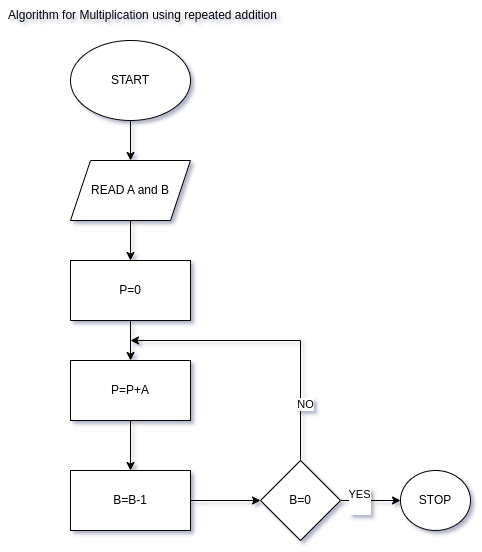 Algorithm for Multiplication using repeated addition
START
READ A and B
P=0
P=P+A
NO
B=B-1
B=0
YES
STOP